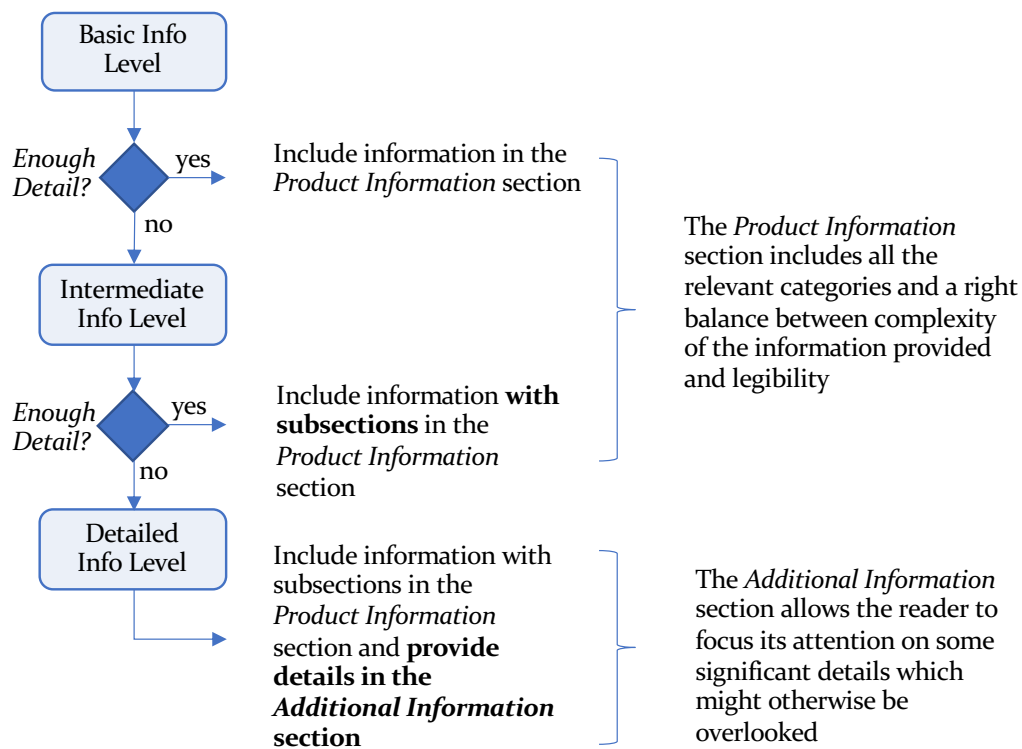 Basic Info
Level
Enough
Detail?
yes
no
Include information in the
Product Information section
Intermediate
Info Level
Enough
Detail?
yes
no
Include information with
subsections in the
Product Information
section
The Product Information
section includes all the
relevant categories and a right
balance between complexity
of the information provided
and legibility
Detailed
Info Level
Include information with
subsections in the
Product Information
section and provide
details in the
Additional Information
section
The Additional Information
section allows the reader to
focus its attention on some
significant details which
might otherwise be
overlooked